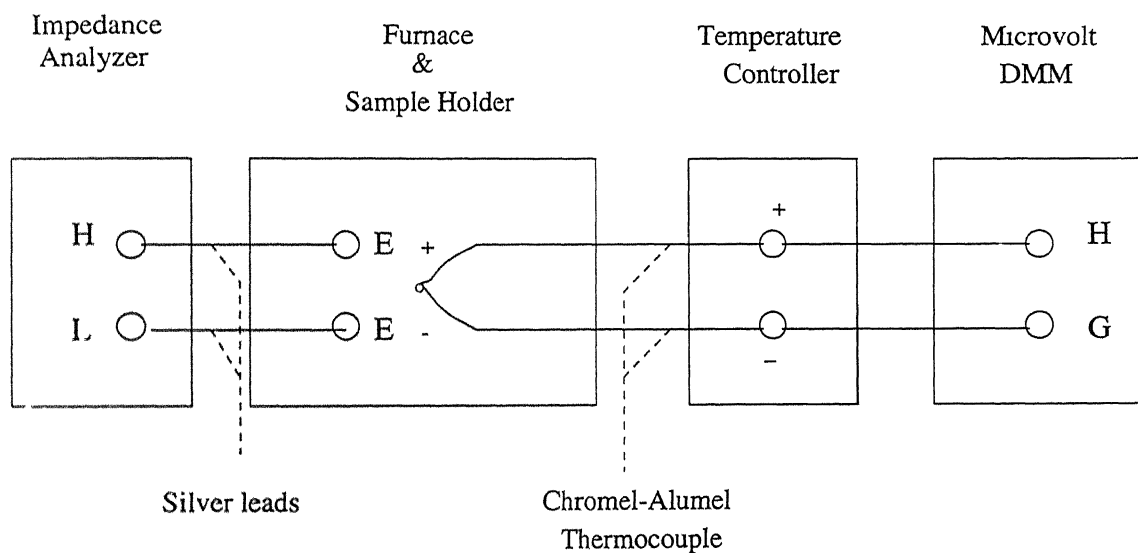 Impedance
Analyzer
Furnace
&
Sample Holder
Temperature
Controller
Microvolt
DMM
H
E
+
+
H
L
E
-
−
G
Silver leads
Chromel-Alumel
Thermocouple